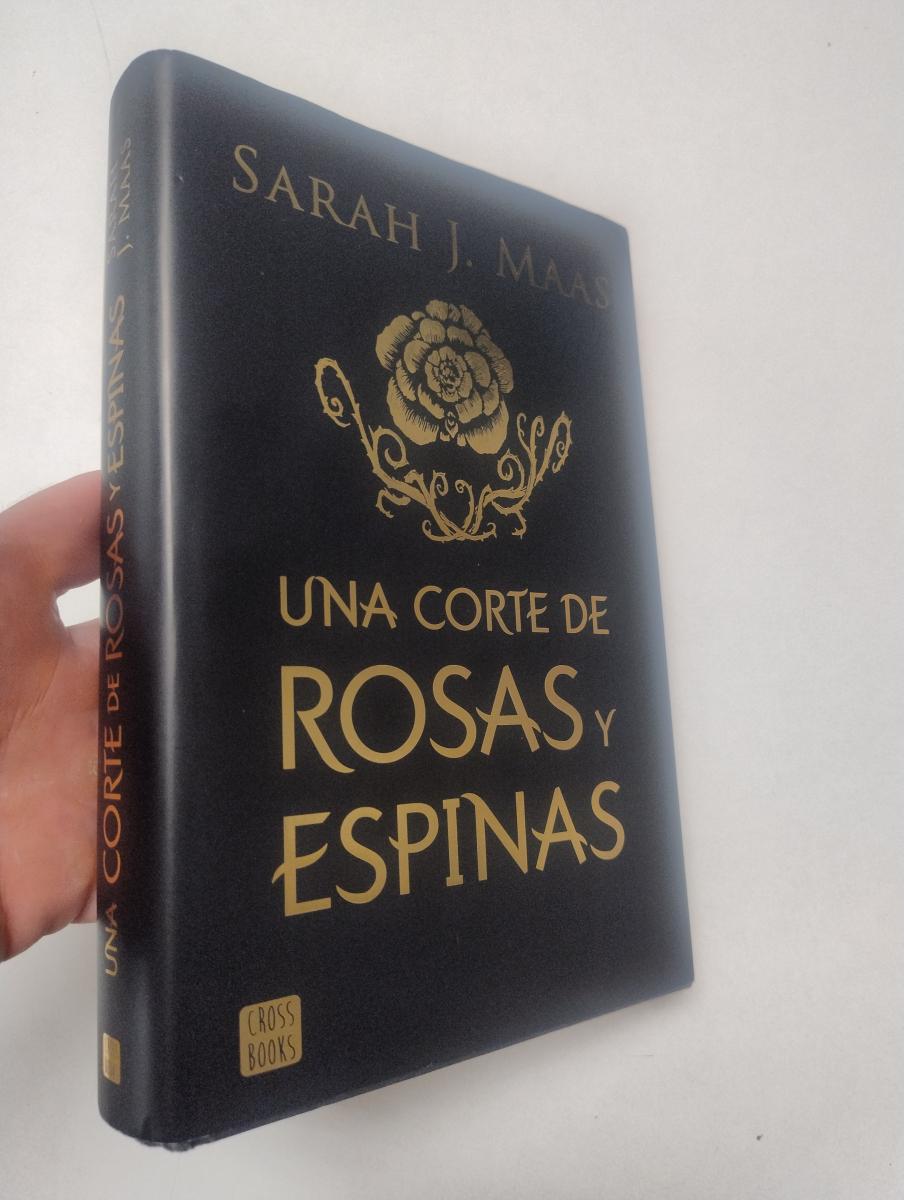 SARAH J. MAAS
UNA CORTE DE
ROSAS Y
ESPINAS
CROSS
BOOKS
UNA CORTE DE ROSAS Y ESPINAS
SARAH
J. MAAS